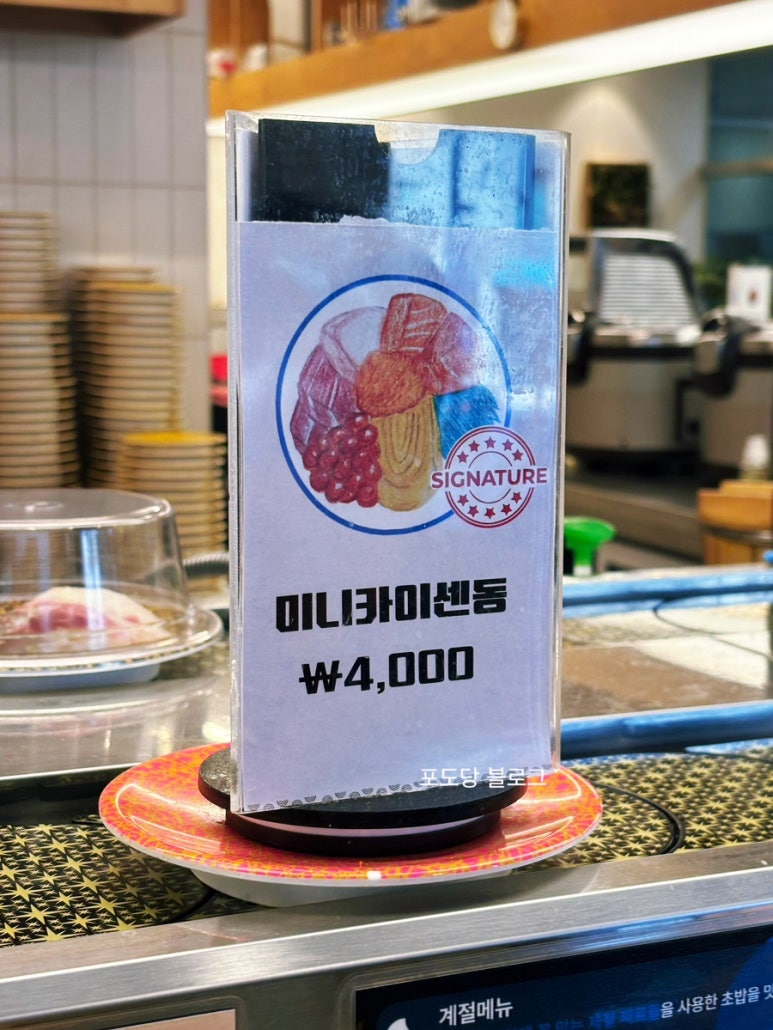 SIGNATURE
미니카이센동
₩4,000
포도당 블로그
계절메뉴
을 사용한 초밥을 맛